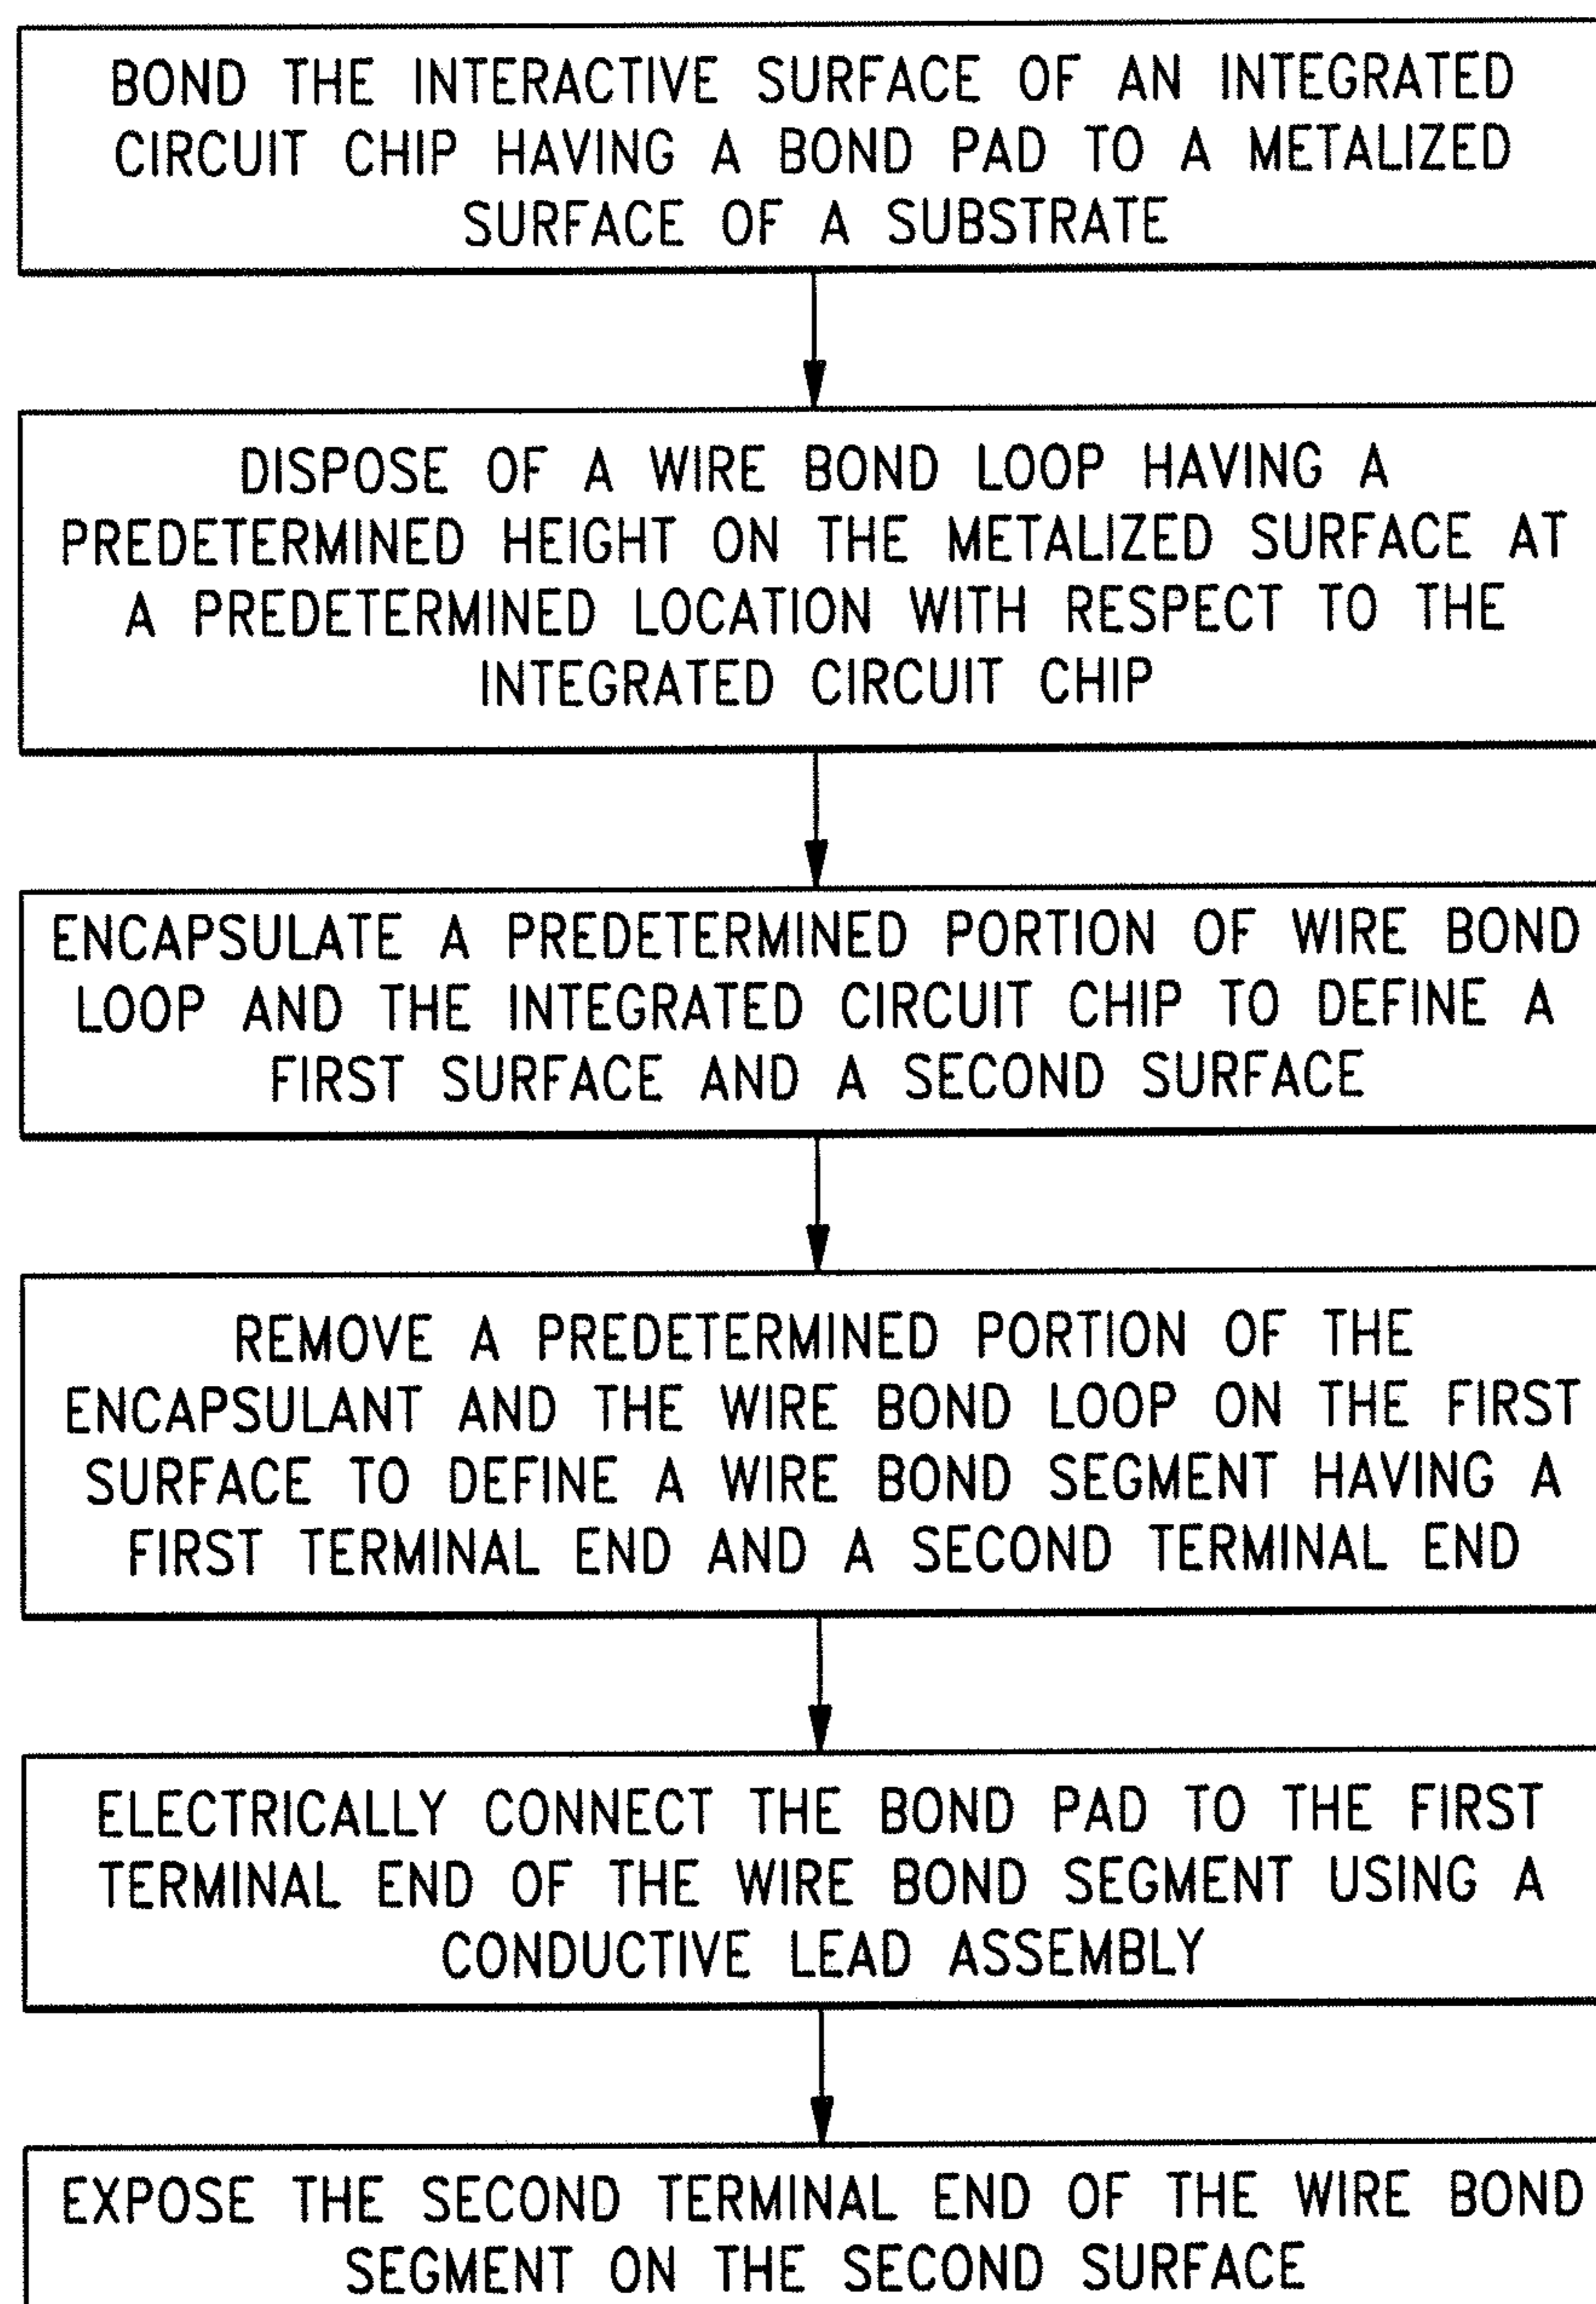 BOND THE INTERACTIVE SURFACE OF AN INTEGRATED
CIRCUIT CHIP HAVING A BOND PAD TO A METALIZED
SURFACE OF A SUBSTRATE
DISPOSE OF A WIRE BOND LOOP HAVING A
PREDETERMINED HEIGHT ON THE METALIZED SURFACE AT
A PREDETERMINED LOCATION WITH RESPECT TO THE
INTEGRATED CIRCUIT CHIP
ENCAPSULATE A PREDETERMINED PORTION OF WIRE BOND
LOOP AND THE INTEGRATED CIRCUIT CHIP TO DEFINE A
FIRST SURFACE AND A SECOND SURFACE
REMOVE A PREDETERMINED PORTION OF THE
ENCAPSULANT AND THE WIRE BOND LOOP ON THE FIRST
SURFACE TO DEFINE A WIRE BOND SEGMENT HAVING A
FIRST TERMINAL END AND A SECOND TERMINAL END
ELECTRICALLY CONNECT THE BOND PAD TO THE FIRST
TERMINAL END OF THE WIRE BOND SEGMENT USING A
CONDUCTIVE LEAD ASSEMBLY
EXPOSE THE SECOND TERMINAL END OF THE WIRE BOND
SEGMENT ON THE SECOND SURFACE